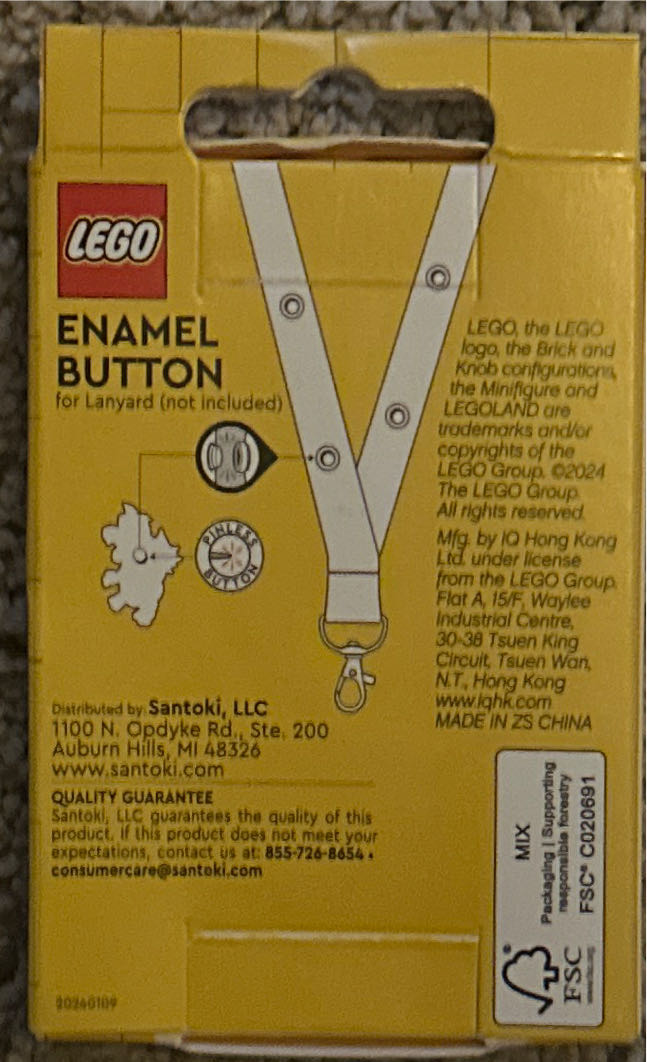 LEGO
ENAMEL
BUTTON
for Lanyard (not included)
PINLESS
BUTTON
LEGO, the LEGO
logo, the Brick and
Knob configurations,
the Minifigure and
LEGOLAND are
trademarks and/or
copyrights of the
LEGO Group. ©2024
The LEGO Group.
All rights reserved.
Mfg. by IQ Hong Kong
Ltd. under license
from the LEGO Group.
Flat A, 15/F, Waylee
Industrial Centre,
30-38 Tsuen King
Circuit, Tsuen Wan,
N.T., Hong Kong
www.iqhk.com
MADE IN ZS CHINA
Distributed by Santoki, LLC
1100 N. Opdyke Rd., Ste. 200
Auburn Hills, MI 48326
www.santoki.com
QUALITY GUARANTEE
Santoki, LLC guarantees the quality of this
product. If this product does not meet your
expectations, contact us at: 855-726-8654 •
consumercare@santoki.com
20240109
FSC®
www.fsc.org
MIX
Packaging | Supporting
responsible forestry
FSC® C020691